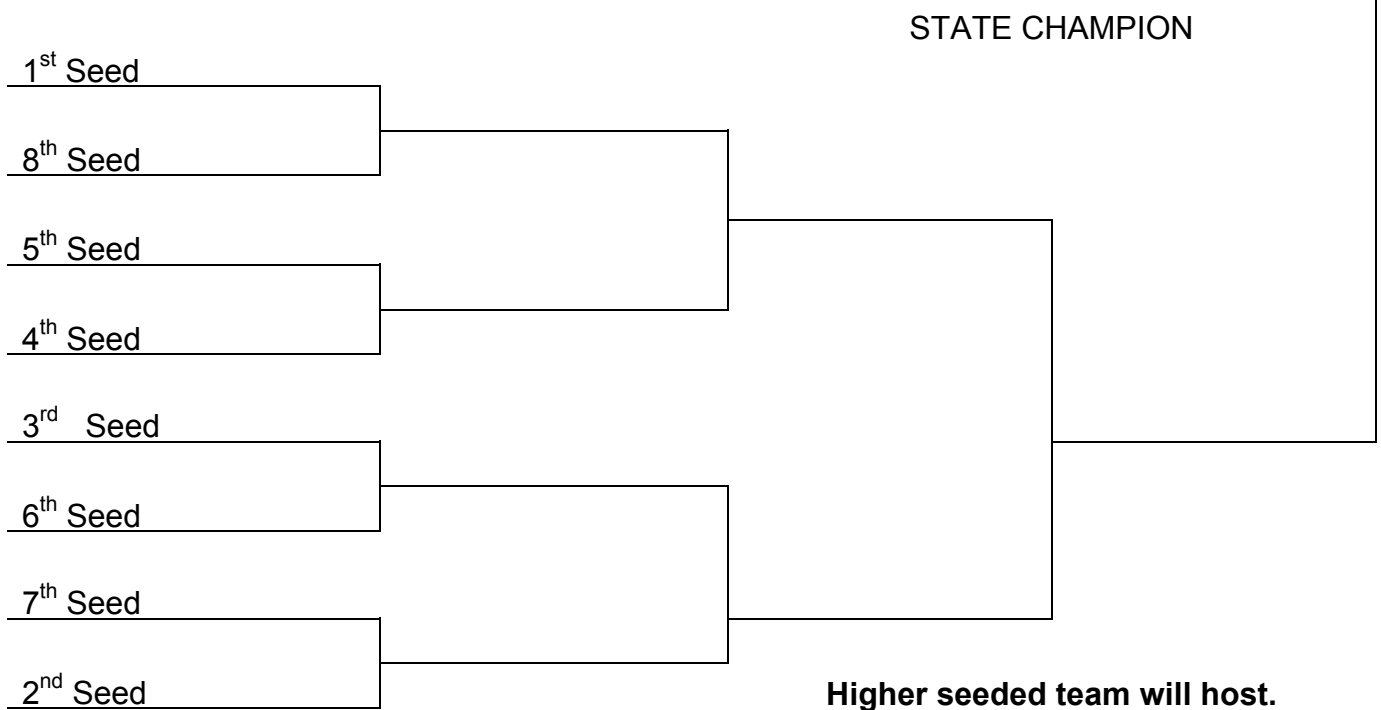 STATE CHAMPION
1st Seed
8th Seed
5th Seed
4th Seed
3rd Seed
6th Seed
7th Seed
2nd Seed
Higher seeded team will host.